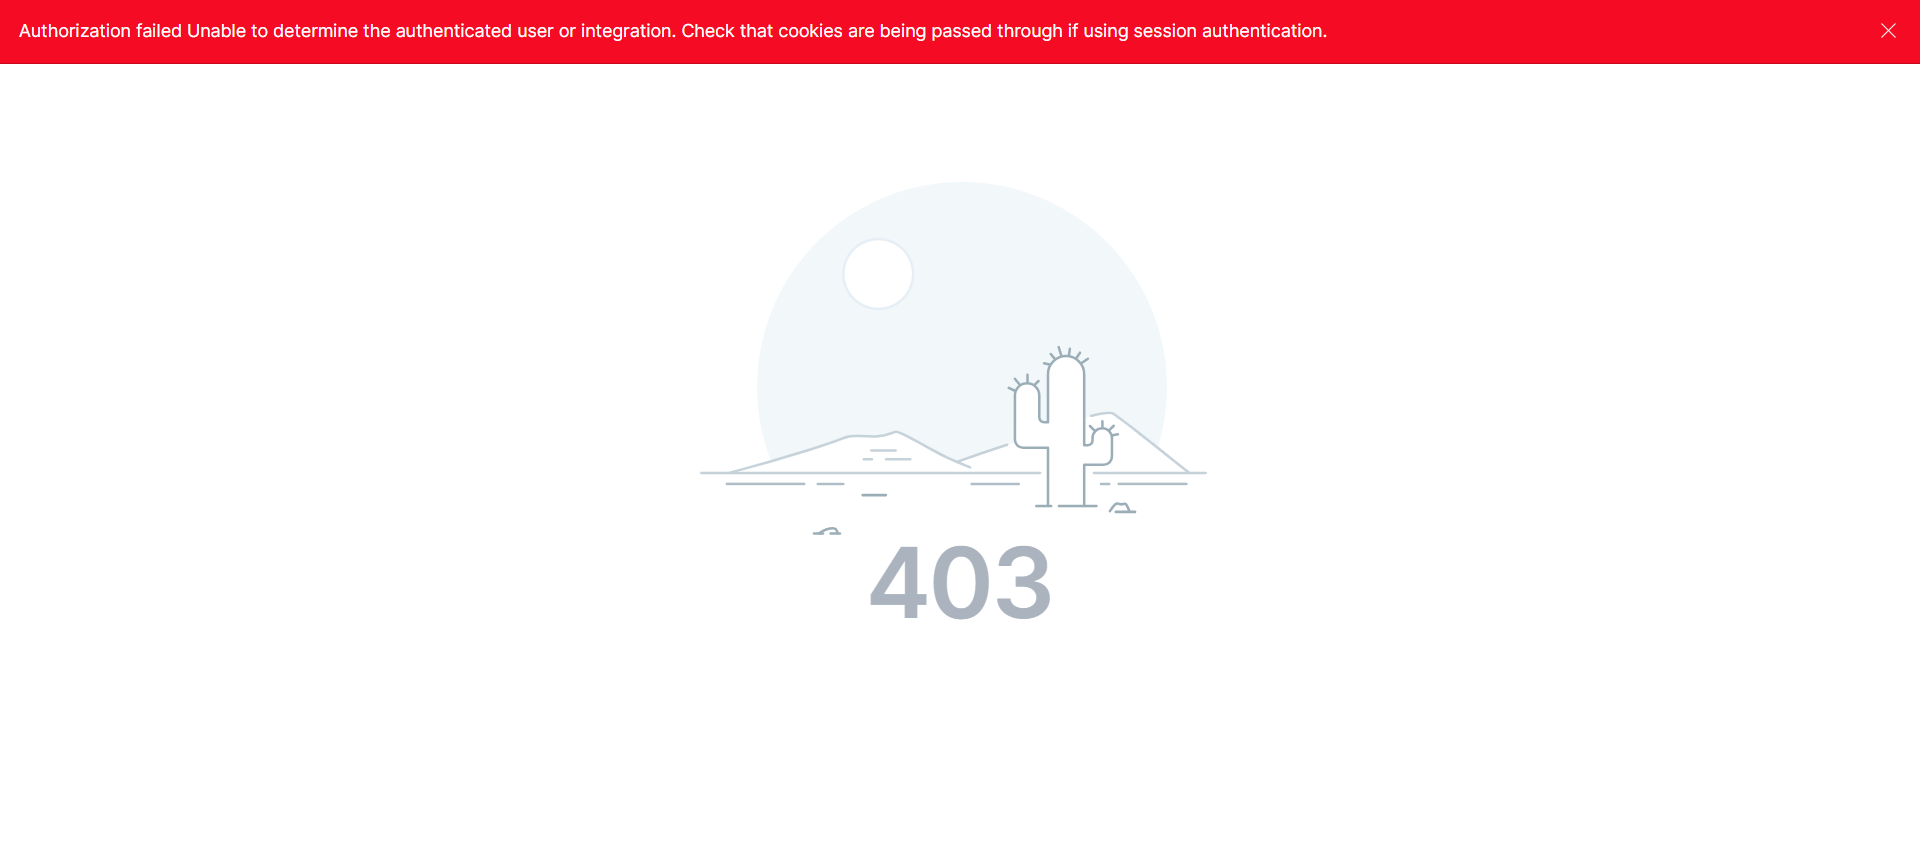 Authorization failed Unable to determine the authenticated user or integration. Check that cookies are being passed through if using session authentication.
403